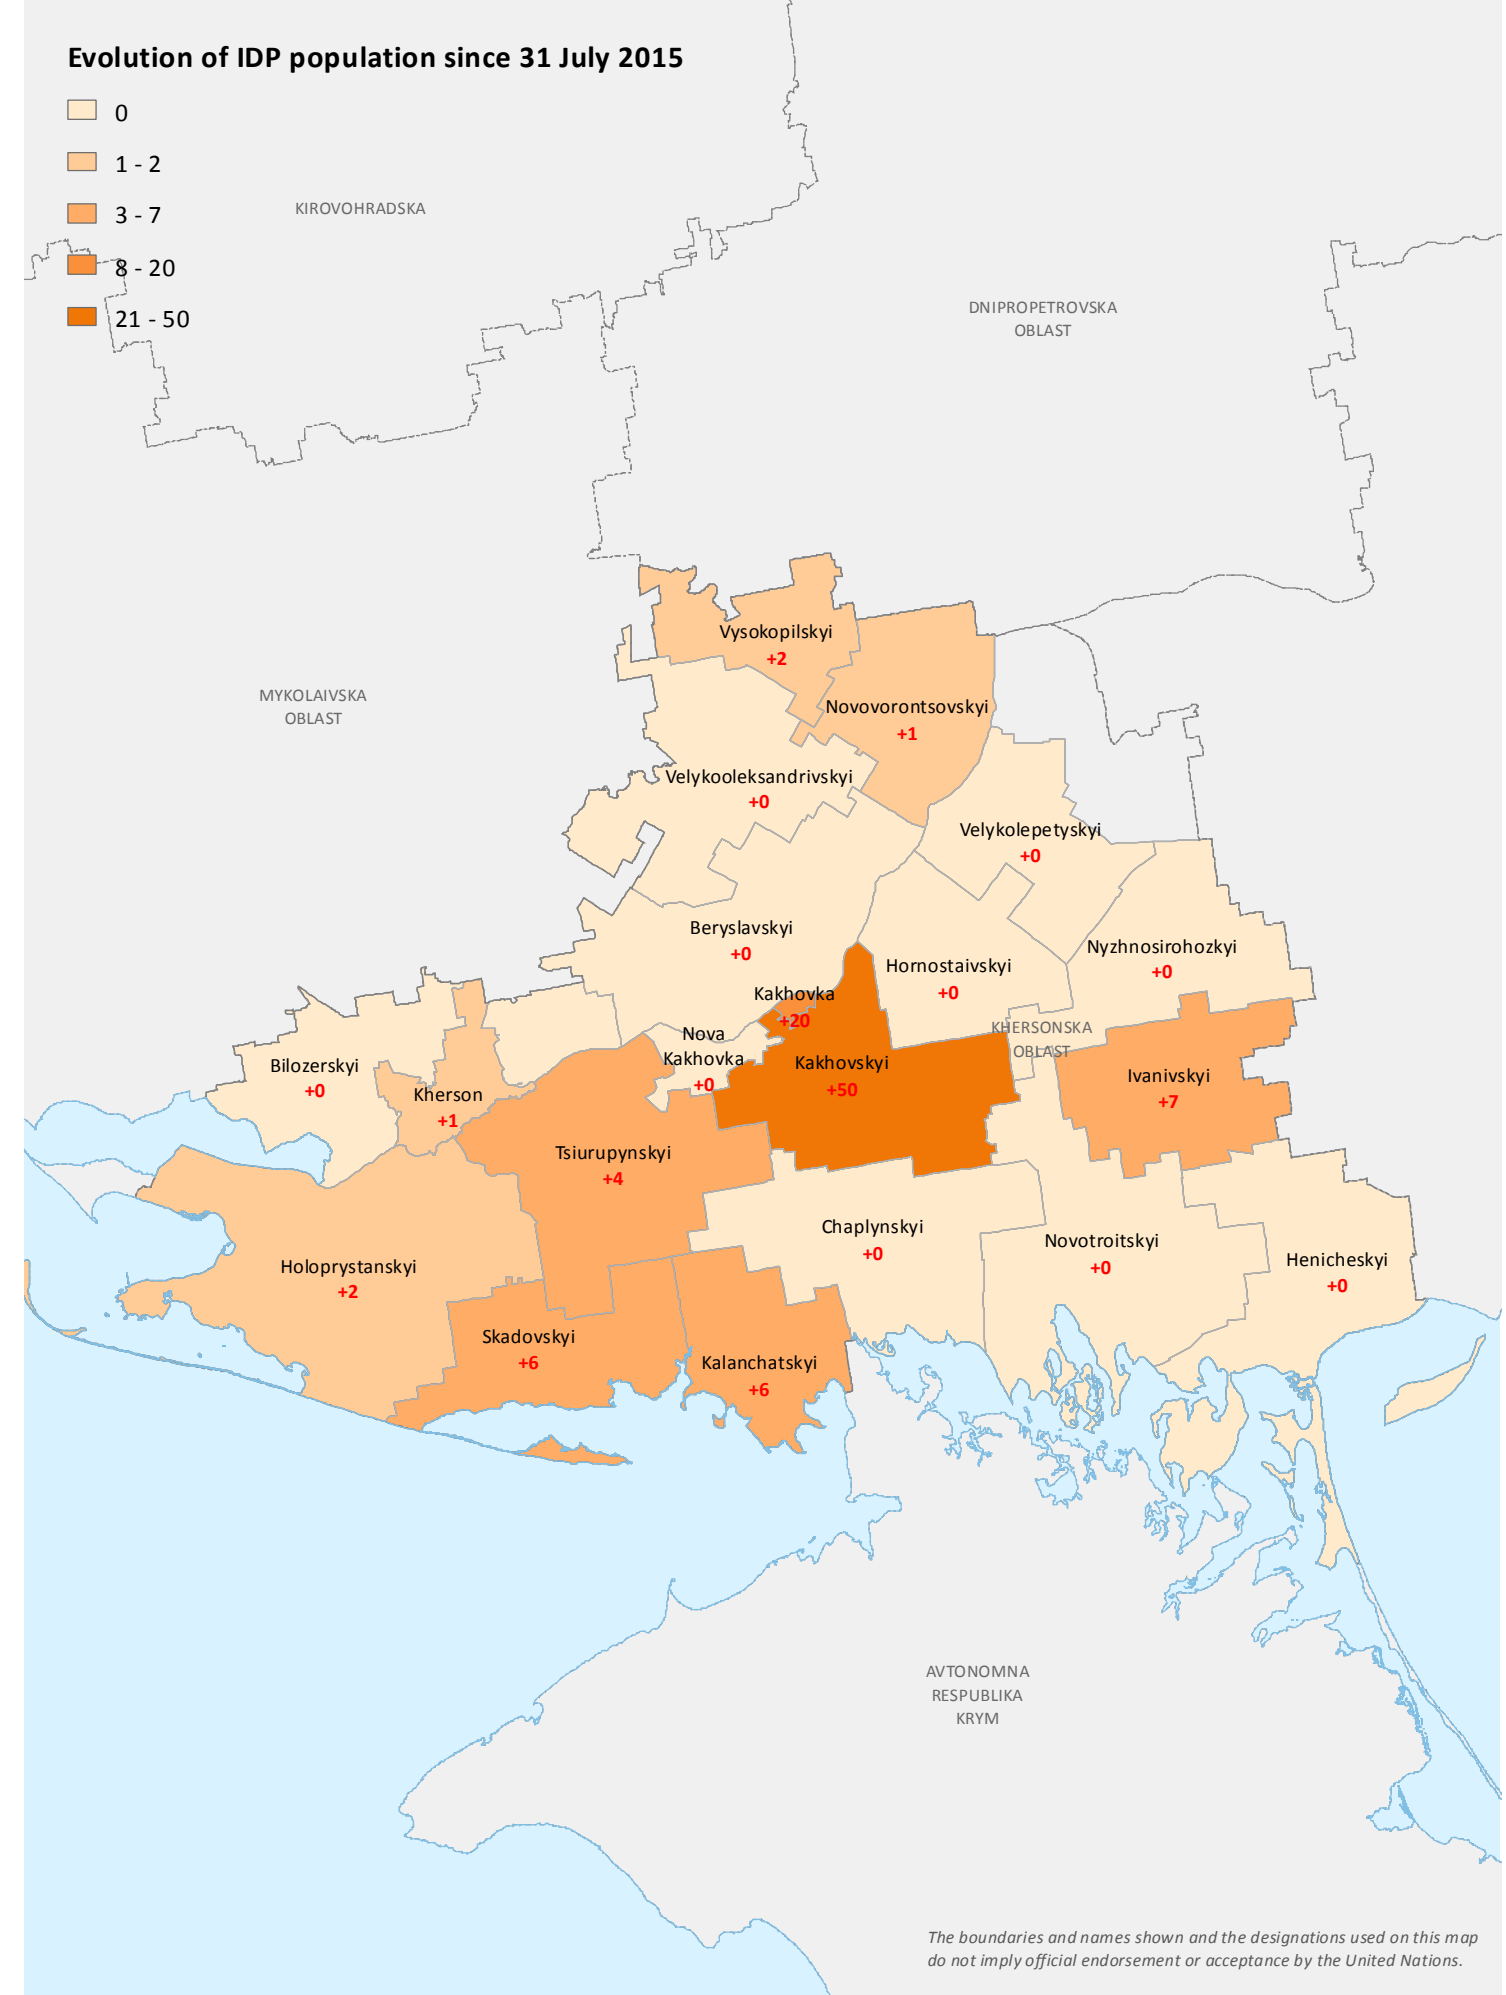 Evolution of IDP population since 31 July 2015
0
1 - 2
3 - 7
8 - 20
21 - 50
KIROVOHRADSKA
DNIPROPETROVSKA
OBLAST
MYKOLAIVSKA
OBLAST
Vysokopilskyi
+2
Novovorontsovskyi
+1
Velykooleksandrivskyi
+0
Velykolepetyskyi
+0
Beryslavskyi
+0
Nyzhnosirohozkyi
+0
Hornostaivskyi
+0
Kakhovka
+20
KHERSONSKA
OBLAST
Nova
Kakhovka
+0
Kakhovskyi
+50
Bilozerskyi
+0
Kherson
+1
Ivanivskyi
+7
Tsiurupynskyi
+4
Chaplynskyi
+0
Novotroitskyi
+0
Henicheskyi
+0
Holoprystanskyi
+2
Skadovskyi
+6
Kalanchatskyi
+6
AVTONOMNA
RESPUBLIKA
KRYM
The boundaries and names shown and the designations used on this map
do not imply official endorsement or acceptance by the United Nations.